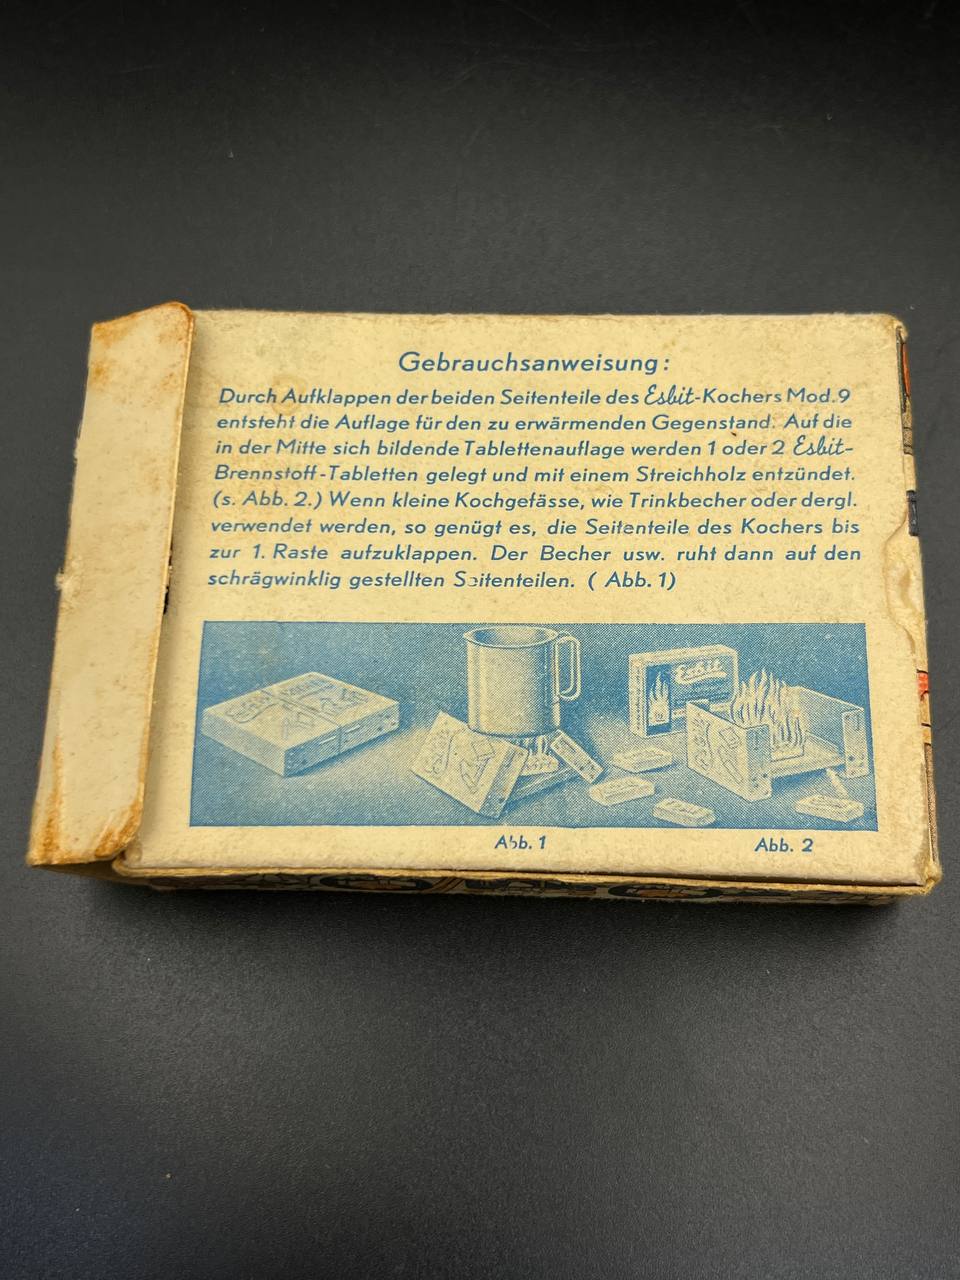 Gebrauchsanweisung:
Durch Aufklappen der beiden Seitenteile des Esbit-Kochers Mod.9
entsteht die Auflage für den zu erwärmenden Gegenstand. Auf die
in der Mitte sich bildende Tablettenauflage werden 1 oder 2 Esbit-
Brennstoff-Tabletten gelegt und mit einem Streichholz entzündet.
(s. Abb. 2.) Wenn kleine Kochgefässe, wie Trinkbecher oder dergl.
verwendet werden, so genügt es, die Seitenteile des Kochers bis
zur 1. Raste aufzuklappen. Der Becher usw. ruht dann auf den
schrägwinklig gestellten Seitenteilen. ( Abb. 1)
Esbit
Abb. 1
Abb. 2